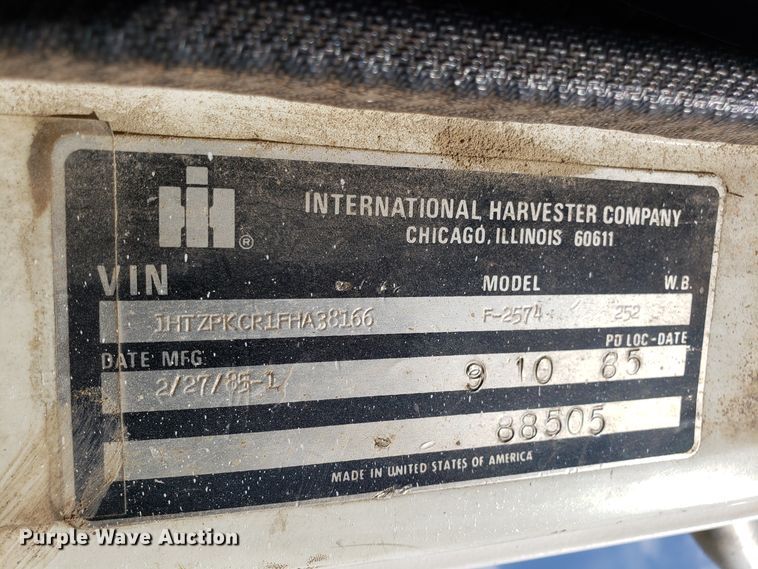 IH ®
INTERNATIONAL HARVESTER COMPANY
CHICAGO, ILLINOIS 60611
VIN MODEL W.B.
1HTZPKCR1FHA38166 F-2574 252
DATE MFG PD LOC-DATE
2/27/85-1 9 10 85
88505
MADE IN UNITED STATES OF AMERICA
Purple Wave Auction